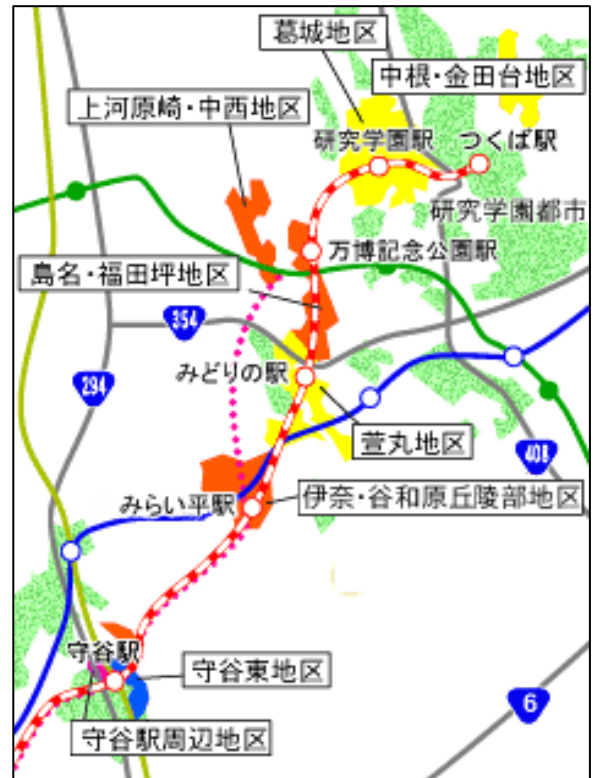 葛城地区
中根・金田台地区
上河原崎・中西地区
研究学園駅
つくば駅
研究学園都市
万博記念公園駅
島名・福田坪地区
354
みどりの駅
294
萱丸地区
408
みらい平駅
伊奈・谷和原丘陵部地区
守谷駅
守谷東地区
6
守谷駅周辺地区